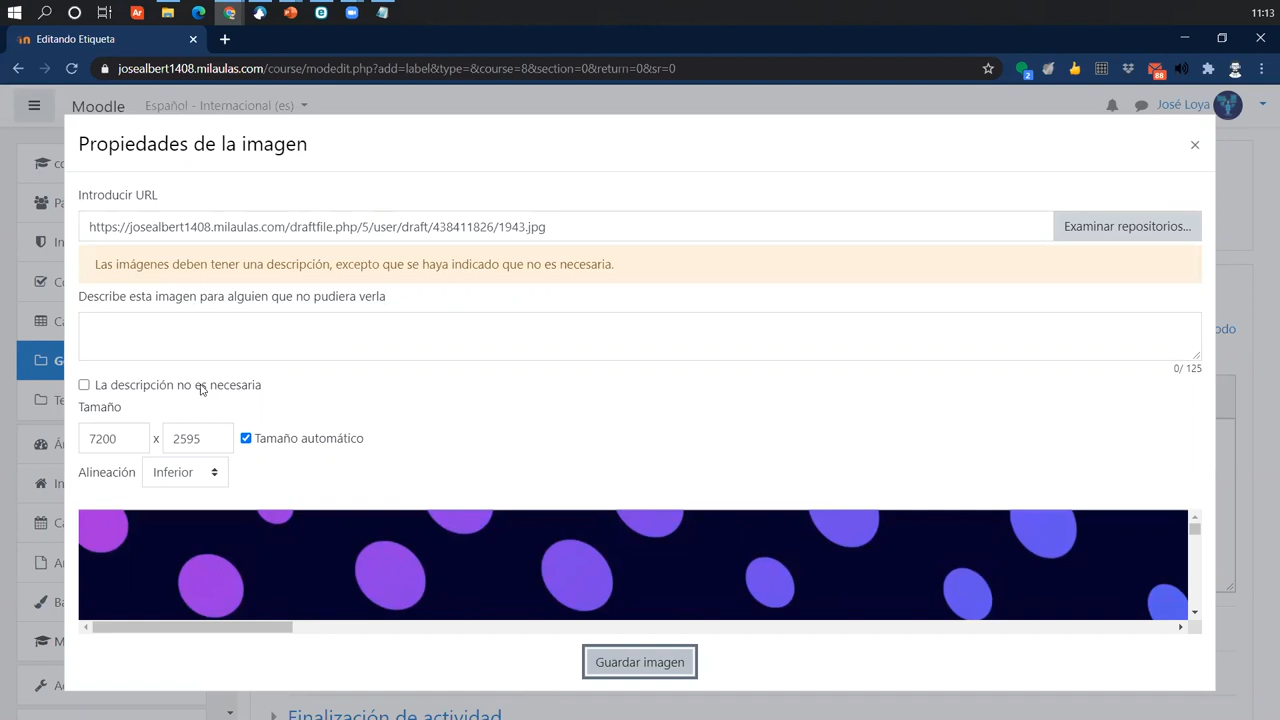 11:13
Editando Etiqueta
josealbert1408.milaulas.com/course/modedit.php?add=label&type=&course=8&section=0&return=0&sr=0
2
88
Moodle
Español - Internacional (es)
José Loya
Propiedades de la imagen
Introducir URL
https://josealbert1408.milaulas.com/draftfile.php/5/user/draft/438411826/1943.jpg
Examinar repositorios...
Las imágenes deben tener una descripción, excepto que se haya indicado que no es necesaria.
Describe esta imagen para alguien que no pudiera verla
0/ 125
La descripción no es necesaria
Tamaño
7200 x 2595 Tamaño automático
Alineación Inferior
Guardar imagen
Finalización de actividad